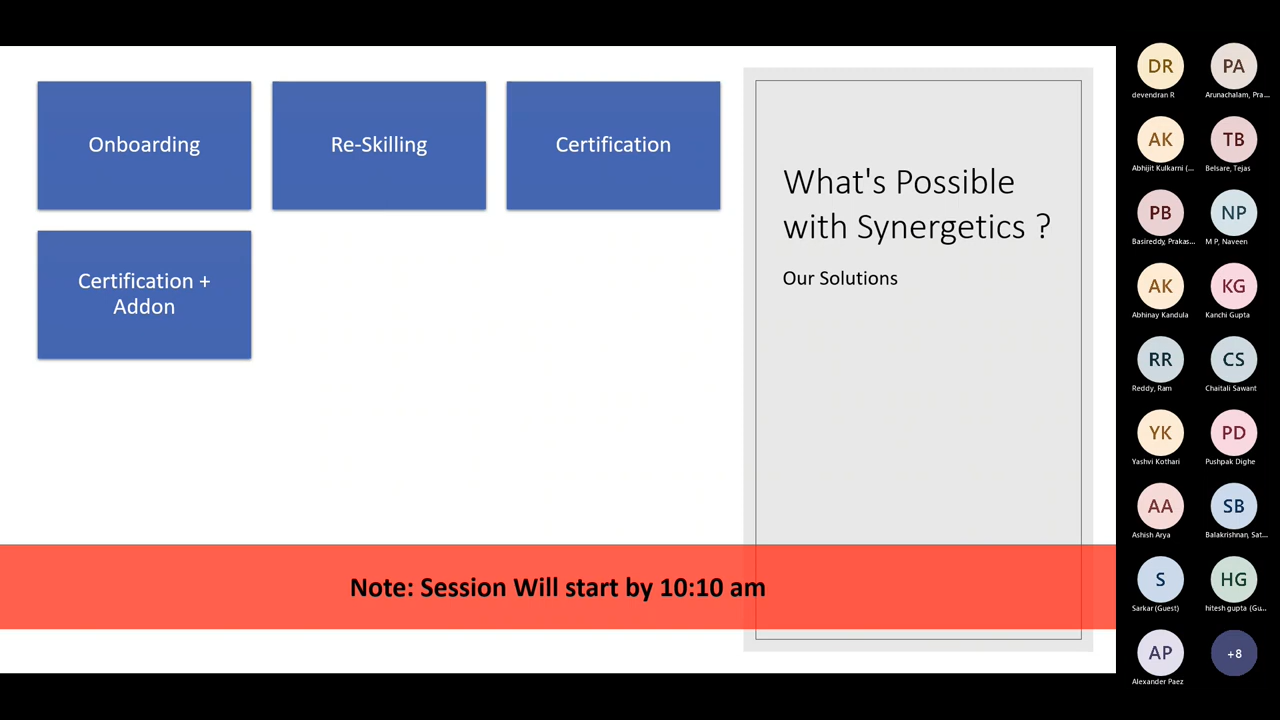 Onboarding
Re-Skilling
Certification
Certification +
Addon
What's Possible
with Synergetics ?
Our Solutions
Note: Session Will start by 10:10 am
DR
devendran R
PA
Arunachalam, Pra...
AK
Abhijit Kulkarni (...
TB
Belsare, Tejas
PB
Basireddy, Prakas...
NP
M P, Naveen
AK
Abhinay Kandula
KG
Kanchi Gupta
RR
Reddy, Ram
CS
Chaitali Sawant
YK
Yashvi Kothari
PD
Pushpak Dighe
AA
Ashish Arya
SB
Balakrishnan, Sat...
S
Sarkar (Guest)
HG
hitesh gupta (Gu...
AP
Alexander Paez
+8